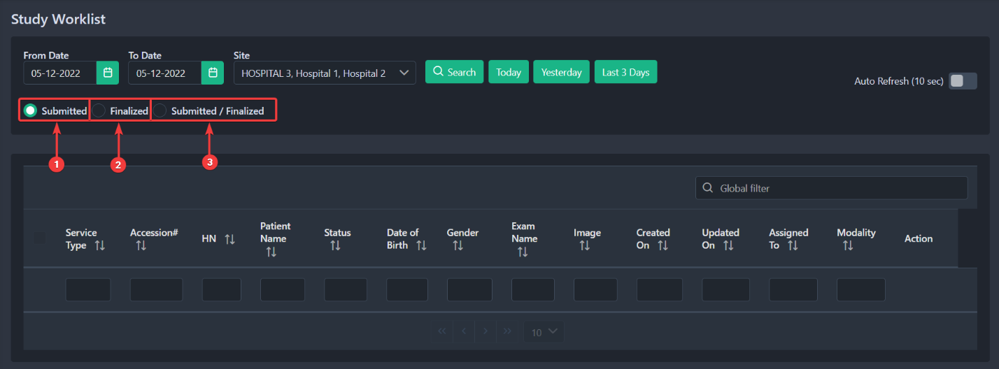 Study Worklist
From Date To Date Site
05-12-2022 05-12-2022 HOSPITAL 3, Hospital 1, Hospital 2 Search Today Yesterday Last 3 Days
Auto Refresh (10 sec)
Submitted Finalized Submitted / Finalized
1 2 3
Global filter
Service Type Accession# HN Patient Name Status Date of Birth Gender Exam Name Image Created On Updated On Assigned To Modality Action
10